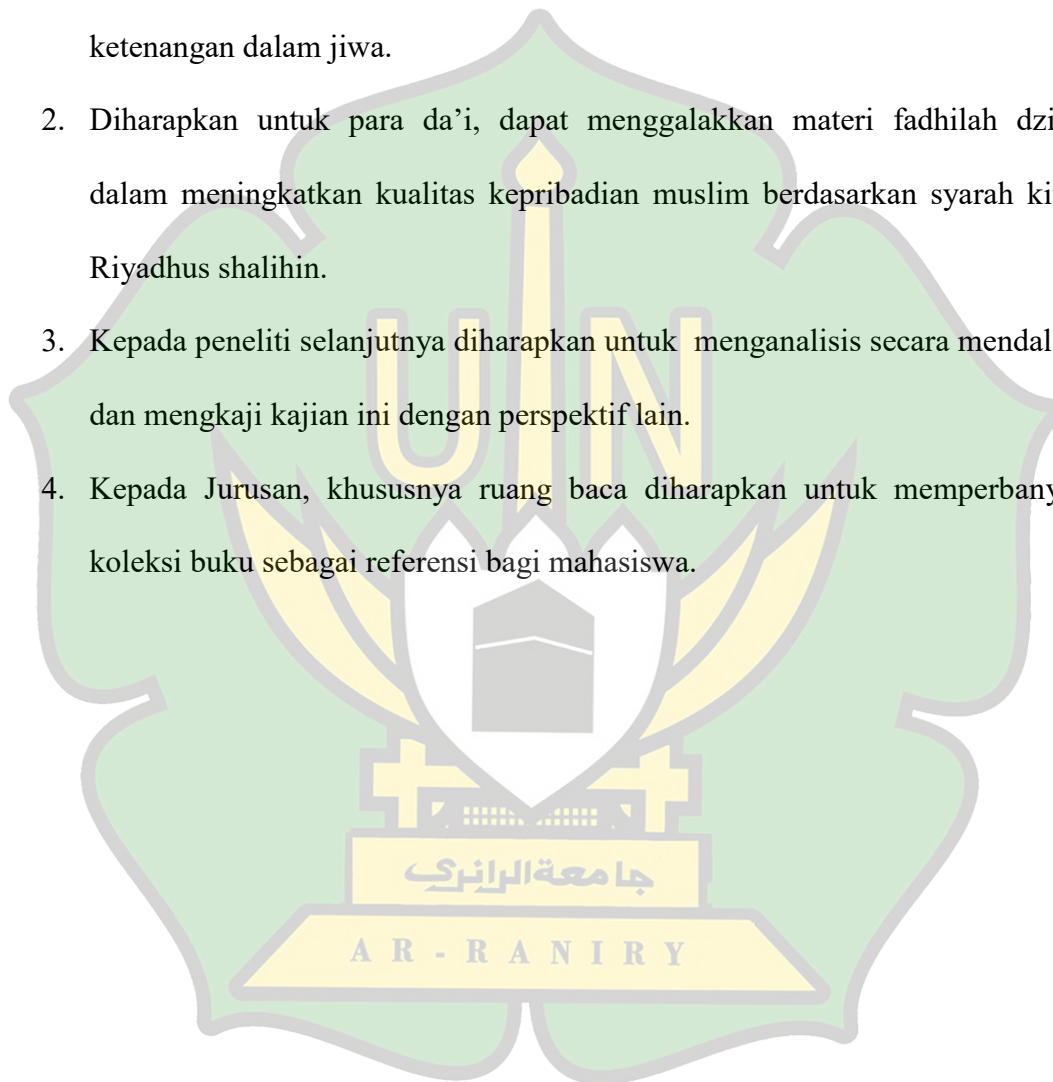 ketenangan dalam jiwa.
2. Diharapkan untuk para da’i, dapat menggalakkan materi fadhilah dzi
dalam meningkatkan kualitas kepribadian muslim berdasarkan syarah ki
Riyadhus shalihin.
3. Kepada peneliti selanjutnya diharapkan untuk menganalisis secara mendal
dan mengkaji kajian ini dengan perspektif lain.
4. Kepada Jurusan, khususnya ruang baca diharapkan untuk memperbany
koleksi buku sebagai referensi bagi mahasiswa.
UIN
جامعةالرانري
AR-RANIRY